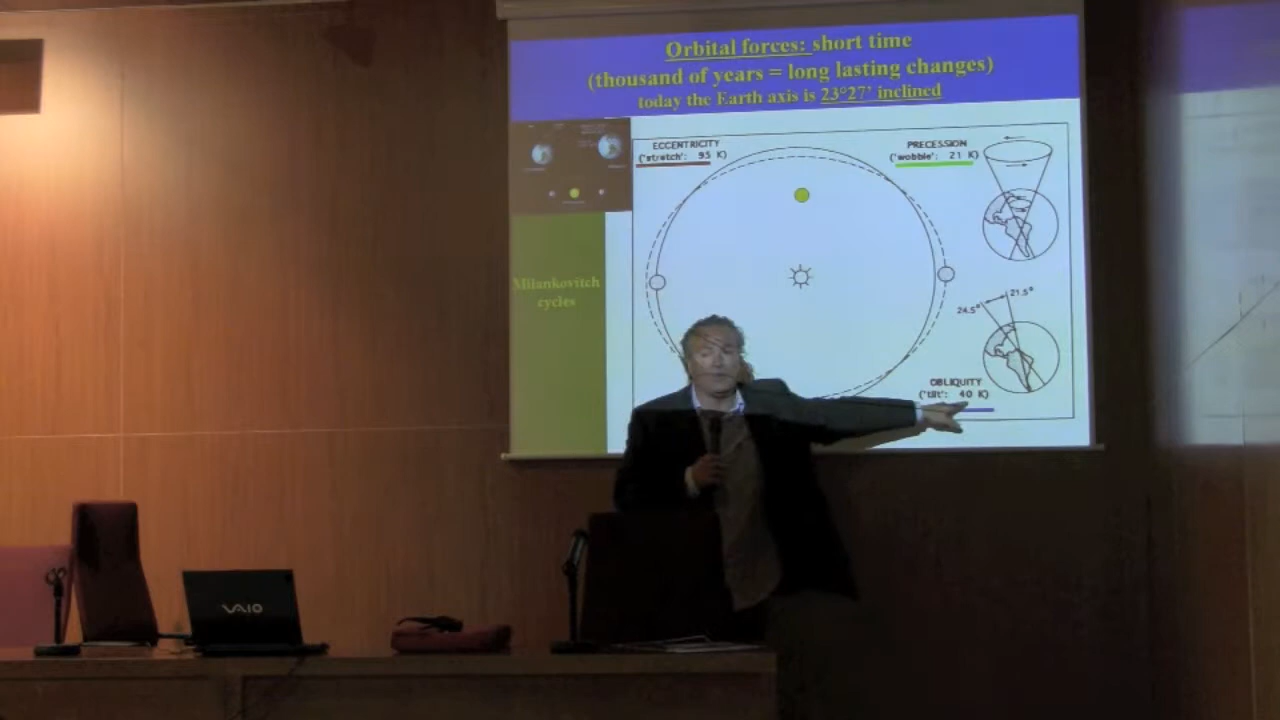 Orbital forces: short time
(thousand of years = long lasting changes)
today the Earth axis is 23°27' inclined
ECCENTRICITY
('stretch': 95 K)
PRECESSION
('wobble': 21 K)
Milankovitch
cycles
21.5°
24.5°
OBLIQUITY
('tilt': 40 K)
VAIO